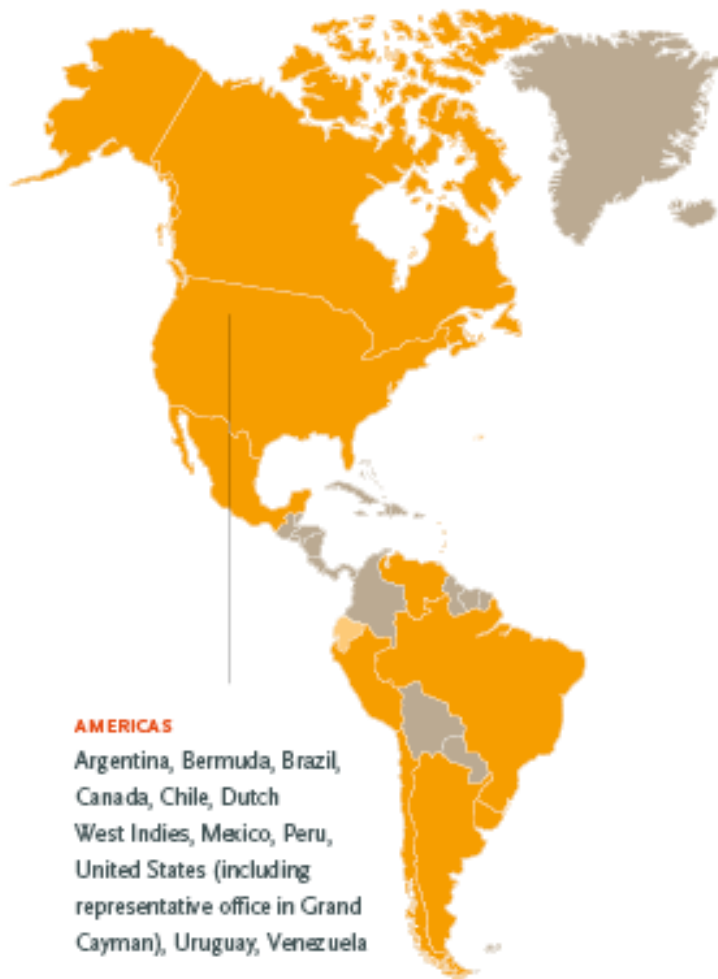 AMERICAS
Argentina, Bermuda, Brazil,
Canada, Chile, Dutch
West Indies, Mexico, Peru,
United States (including
representative office in Grand
Cayman), Uruguay, Venezuela